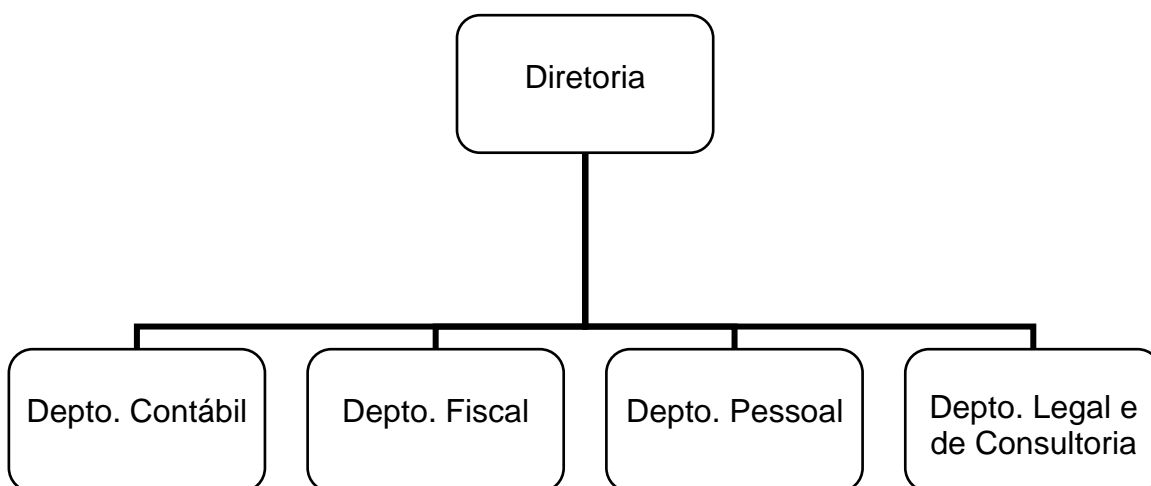 Diretoria
Depto. Contábil
Depto. Fiscal
Depto. Pessoal
Depto. Legal e
de Consultoria